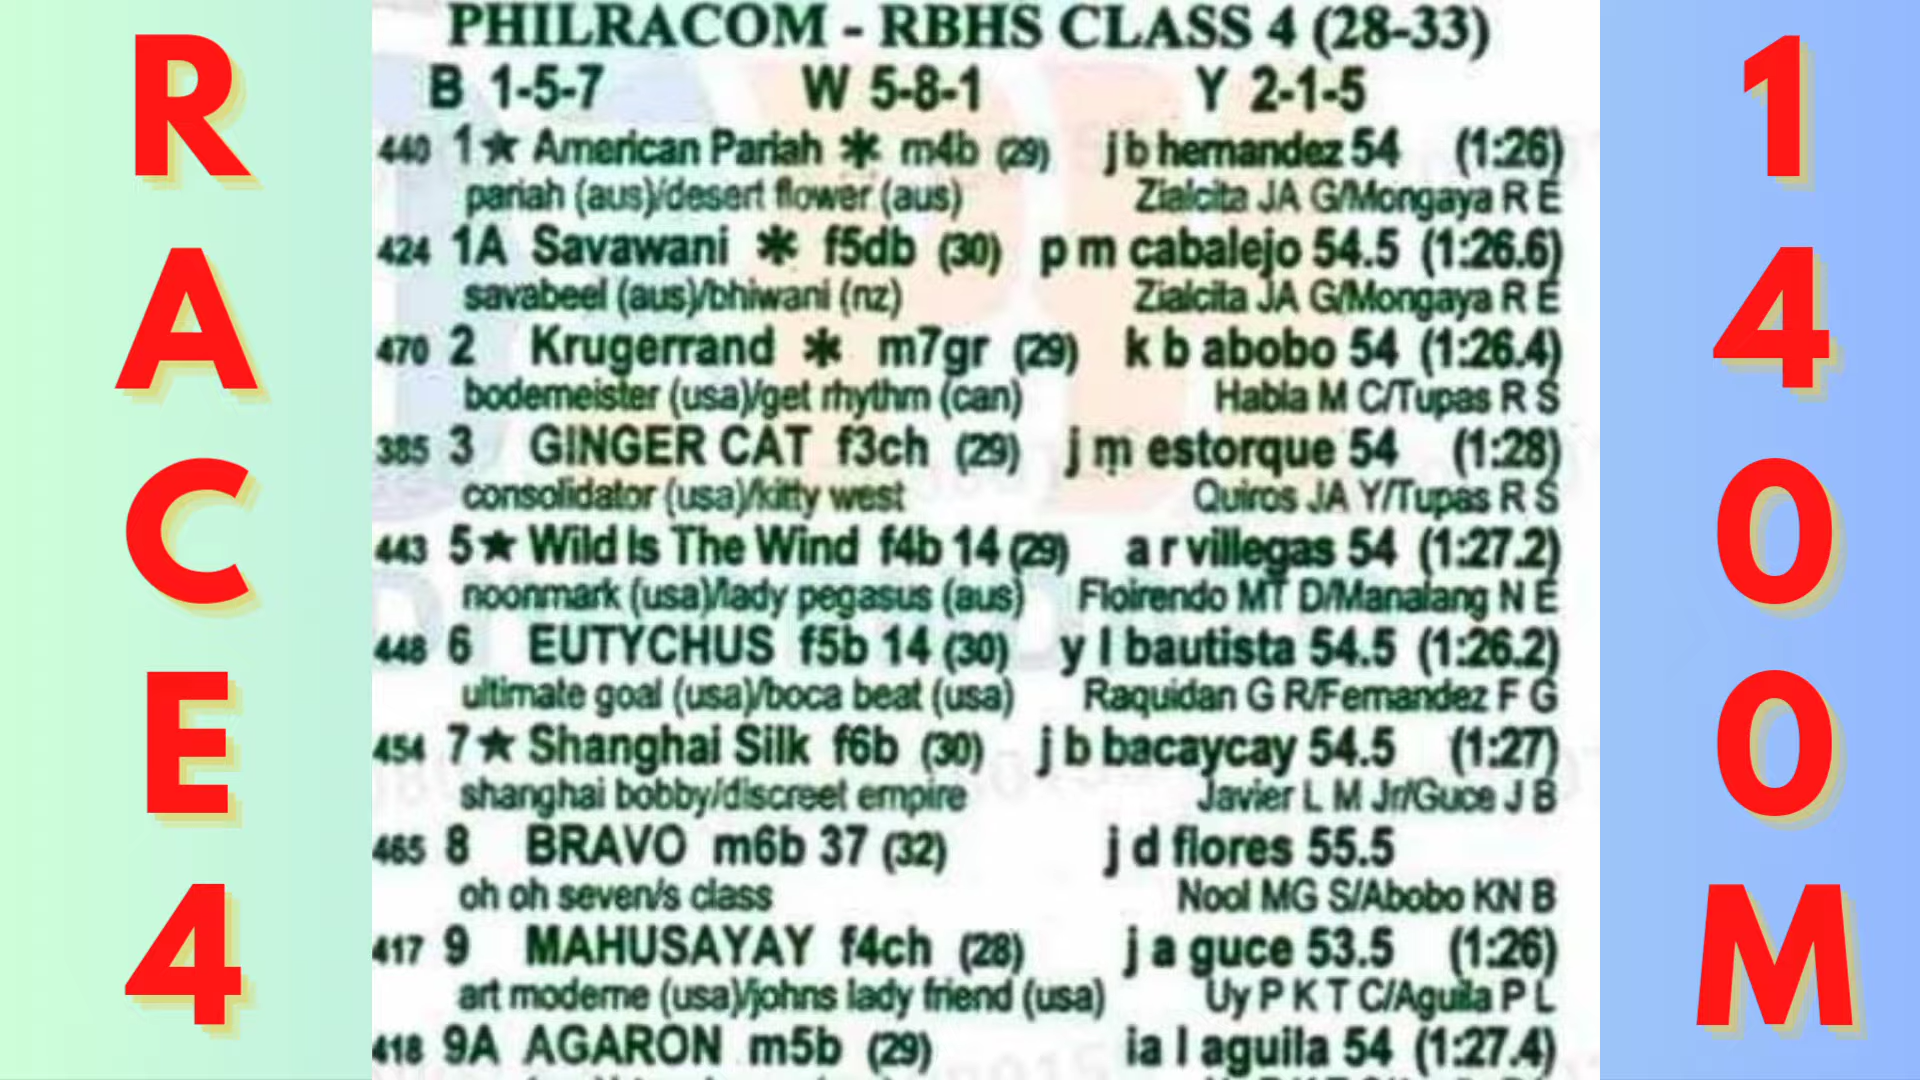 RACE 4
PHILRACOM - RBHS CLASS 4 (28-33)
B 1-5-7 W 5-8-1 Y 2-1-5
440 1★ American Pariah ✱ m4b (29) j b hernandez 54 (1:26)
pariah (aus)/desert flower (aus) Zialcita JA G/Mongaya R E
424 1A Savawani ✱ f5db (30) p m cabalejo 54.5 (1:26.6)
savabeel (aus)/bhiwani (nz) Zialcita JA G/Mongaya R E
470 2 Krugerrand ✱ m7gr (29) k b abobo 54 (1:26.4)
bodemeister (usa)/get rhythm (can) Habla M C/Tupas R S
385 3 GINGER CAT f3ch (29) j m estorque 54 (1:28)
consolidator (usa)/kitty west Quiros JA Y/Tupas R S
443 5★ Wild Is The Wind f4b 14 (29) a r villegas 54 (1:27.2)
noonmark (usa)/lady pegasus (aus) Floirendo MT D/Manalang N E
448 6 EUTYCHUS f5b 14 (30) y l bautista 54.5 (1:26.2)
ultimate goal (usa)/boca beat (usa) Raquidan G R/Fernandez F G
454 7★ Shanghai Silk f6b (30) j b bacaycay 54.5 (1:27)
shanghai bobby/discreet empire Javier L M Jr/Guce J B
465 8 BRAVO m6b 37 (32) j d flores 55.5
oh oh seven/s class Nool MG S/Abobo KN B
417 9 MAHUSAYAY f4ch (28) j a guce 53.5 (1:26)
art moderne (usa)/johns lady friend (usa) Uy P K T C/Aguila P L
418 9A AGARON m5b (29) ia l aguila 54 (1:27.4)
1400M